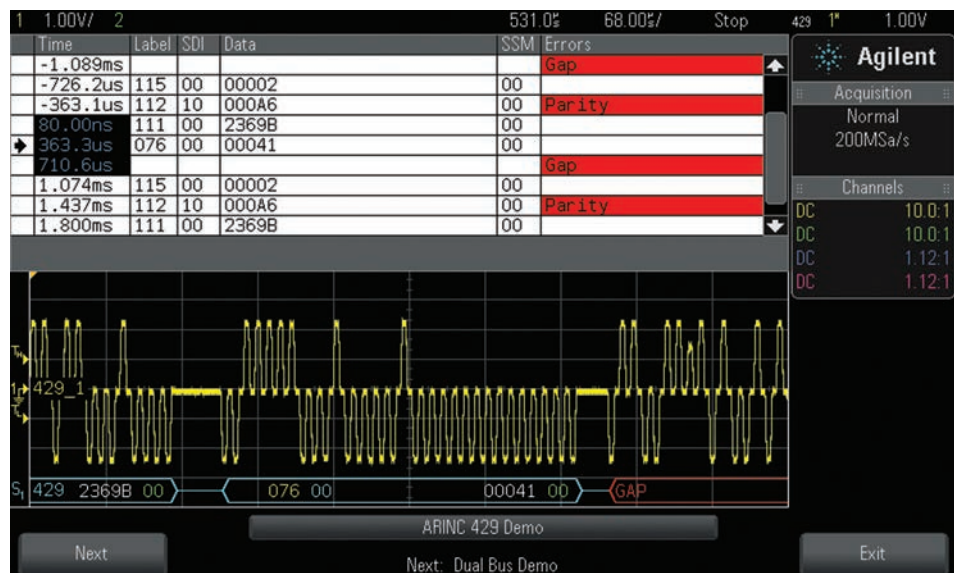 1 1.00V/ 2 531.0s 68.00s/ Stop 429 1 1.00V
Time Label SDI Data SSM Errors
-1.089ms Gap
-726.2us 115 00 00002 00
-363.1us 112 10 000A6 00 Parity
80.00ns 111 00 2369B 00
363.3us 076 00 00041 00
710.6us Gap
1.074ms 115 00 00002 00
1.437ms 112 10 000A6 00 Parity
1.800ms 111 00 2369B 00
Agilent
Acquisition
Normal
200MSa/s
Channels
DC 10.0:1
DC 10.0:1
DC 1.12:1
DC 1.12:1
429_1
S1 429 2369B 00 076 00 00041 00 GAP
ARINC 429 Demo
Next Next: Dual Bus Demo Exit